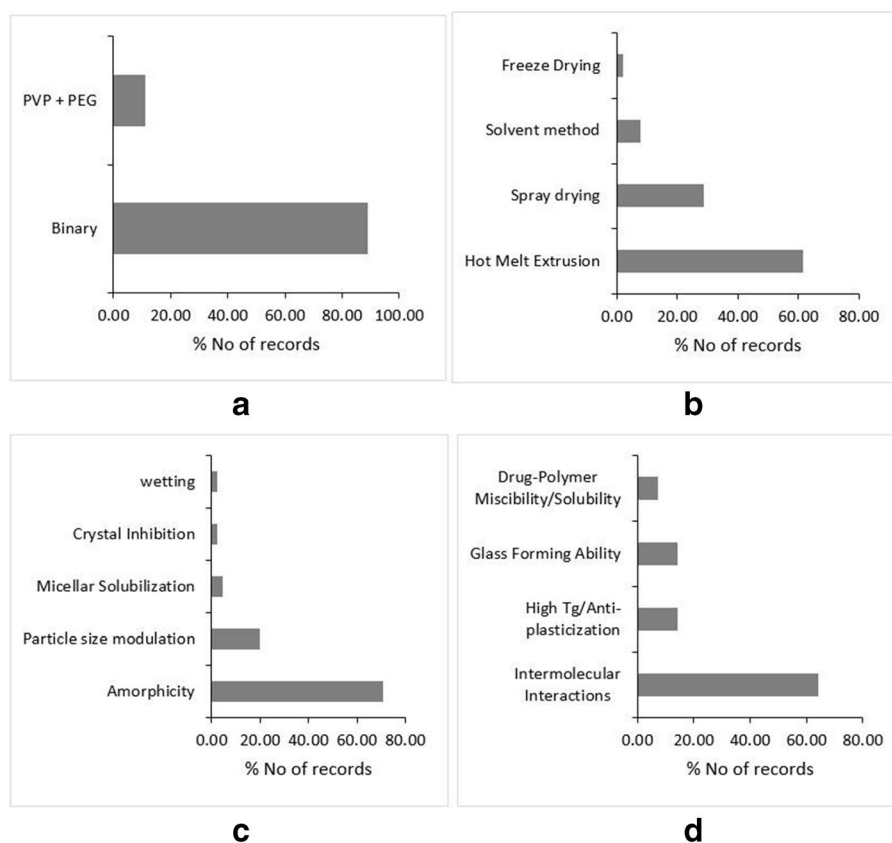 PVP + PEG
Binary
0.00 20.00 40.00 60.00 80.00 100.00
% No of records
a
Freeze Drying
Solvent method
Spray drying
Hot Melt Extrusion
0.00 20.00 40.00 60.00 80.00
% No of records
b
wetting
Crystal Inhibition
Micellar Solubilization
Particle size modulation
Amorphicity
0.00 20.00 40.00 60.00 80.00
% No of records
c
Drug-Polymer
Miscibility/Solubility
Glass Forming Ability
High Tg/Anti-
plasticization
Intermolecular
Interactions
0.00 20.00 40.00 60.00 80.00
% No of records
d